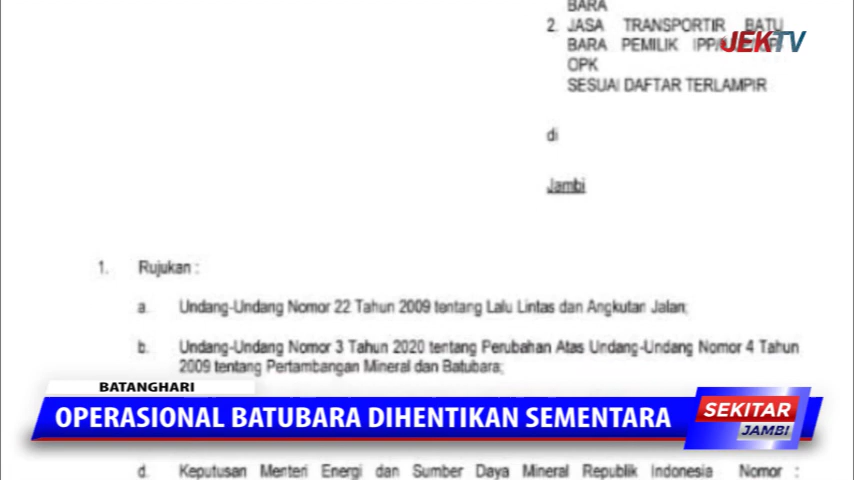 BARA
2. JASA TRANSPORTIR BATU
BARA PEMILIK
JEKTV
OPK
SESUAI DAFTAR TERLAMPIR
di
Jambi
1. Rujukan :
a. Undang-Undang Nomor 22 Tahun 2009 tentang Lalu Lintas dan Angkutan Jalan;
b. Undang-Undang Nomor 3 Tahun 2020 tentang Perubahan Atas Undang-Undang Nomor 4 Tahun
2009 tentang Pertambangan Mineral dan Batubara;
BATANGHARI
OPERASIONAL BATUBARA DIHENTIKAN SEMENTARA
SEKITAR
JAMBI
d. Keputusan Menteri Energi dan Sumber Daya Mineral Republik Indonesia Nomor :